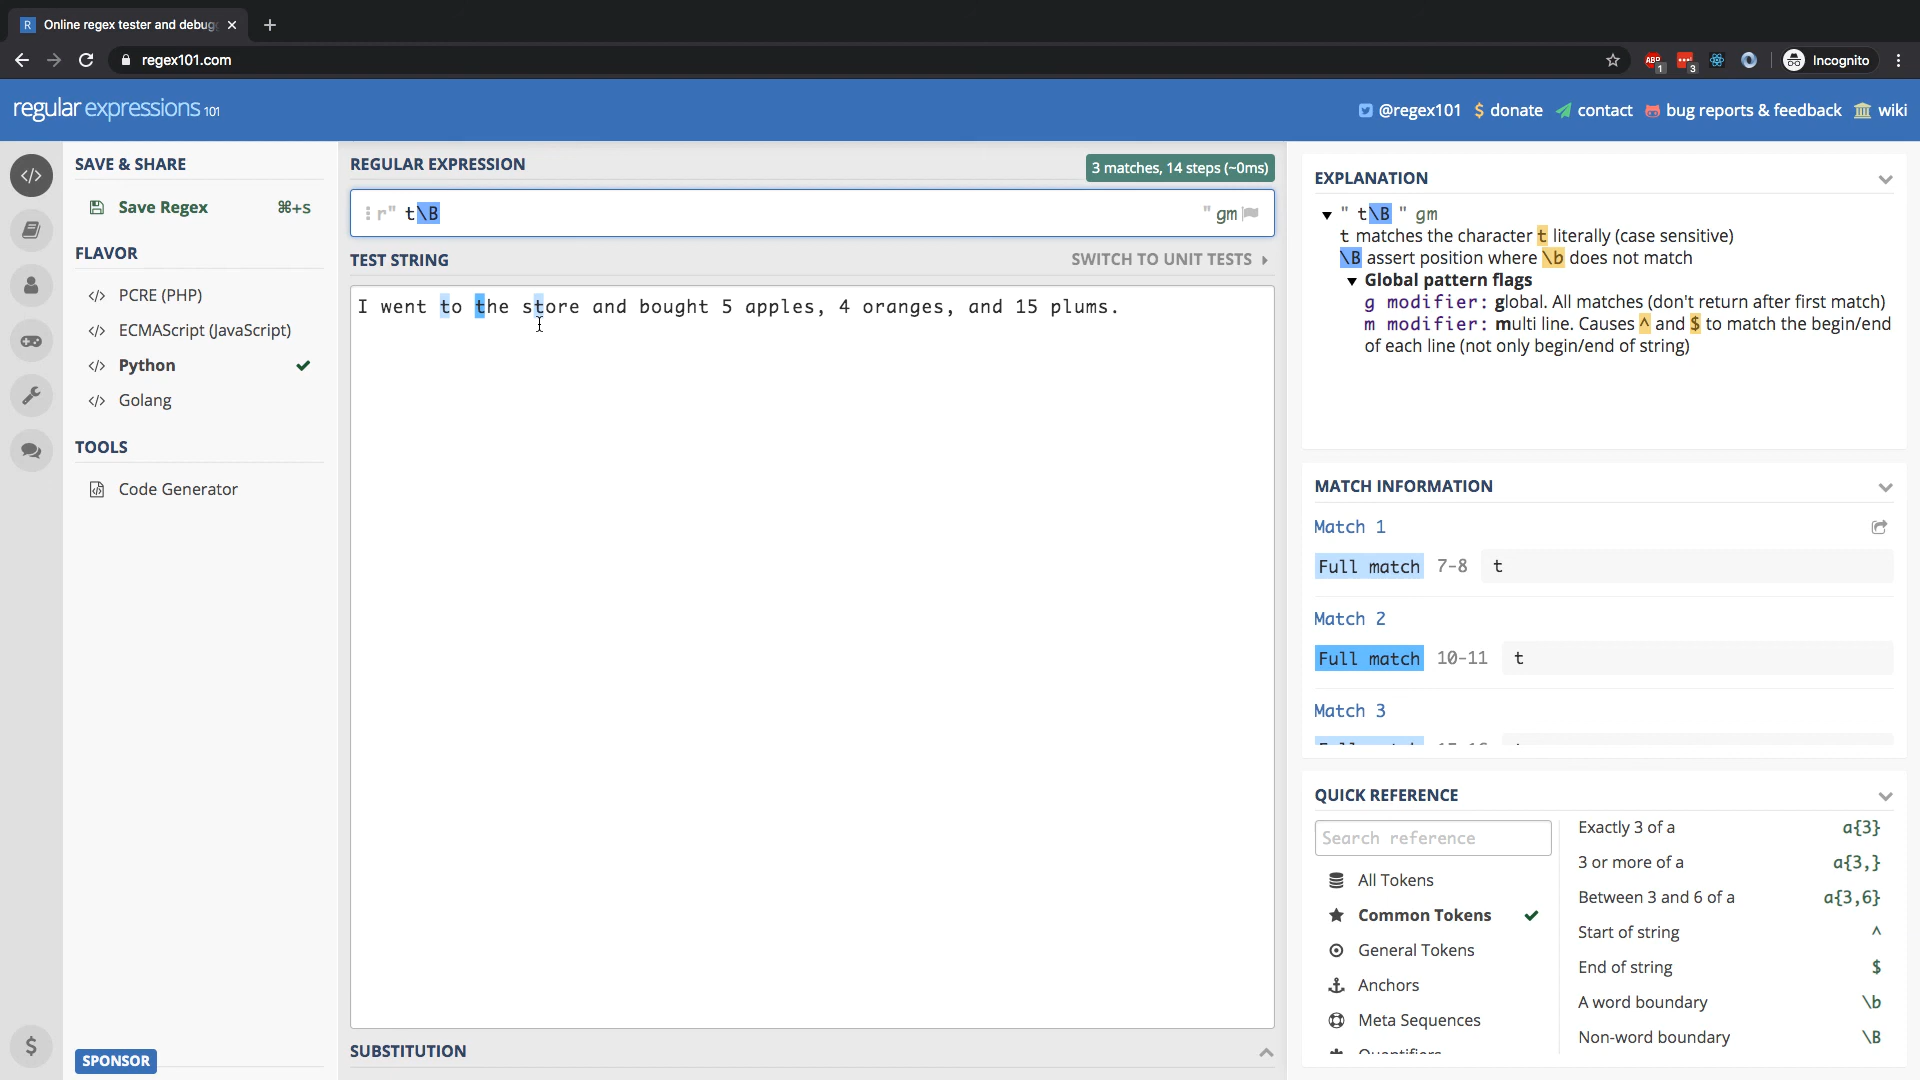 Online regex tester and debug
regex101.com
ABP 1
3
Incognito
regular expressions 101
@regex101
$ donate
contact
bug reports & feedback
wiki
SAVE & SHARE
Save Regex ⌘+s
FLAVOR
</> PCRE (PHP)
</> ECMAScript (JavaScript)
</> Python
</> Golang
TOOLS
Code Generator
SPONSOR
REGULAR EXPRESSION
3 matches, 14 steps (~0ms)
r" t\B " gm
TEST STRING
SWITCH TO UNIT TESTS
I went to the store and bought 5 apples, 4 oranges, and 15 plums.
SUBSTITUTION
EXPLANATION
" t\B " gm
t matches the character t literally (case sensitive)
\B assert position where \b does not match
Global pattern flags
g modifier: global. All matches (don't return after first match)
m modifier: multi line. Causes ^ and $ to match the begin/end
of each line (not only begin/end of string)
MATCH INFORMATION
Match 1
Full match 7-8 t
Match 2
Full match 10-11 t
Match 3
QUICK REFERENCE
Search reference
All Tokens
Common Tokens
General Tokens
Anchors
Meta Sequences
Quantifiers
Exactly 3 of a a{3}
3 or more of a a{3,}
Between 3 and 6 of a a{3,6}
Start of string ^
End of string $
A word boundary \b
Non-word boundary \B